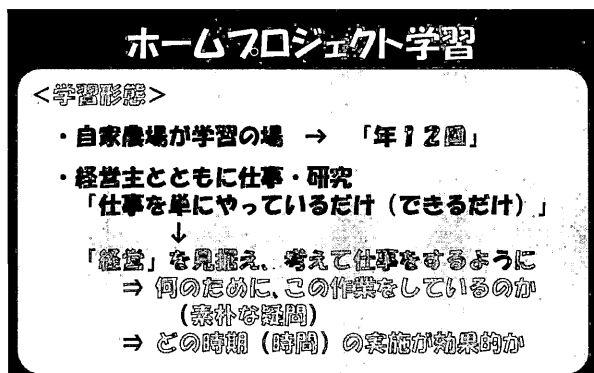 ホームプロジェクト学習
＜学習形態＞
・自家農場が学習の場 → 「年１２回」
・経営主とともに仕事・研究
「仕事を単にやっているだけ（できるだけ）」
↓
「経営」を見据え、考えて仕事をするように
⇒ 何のために、この作業をしているのか
（素朴な疑問）
⇒ どの時期（時間）の実施が効果的か